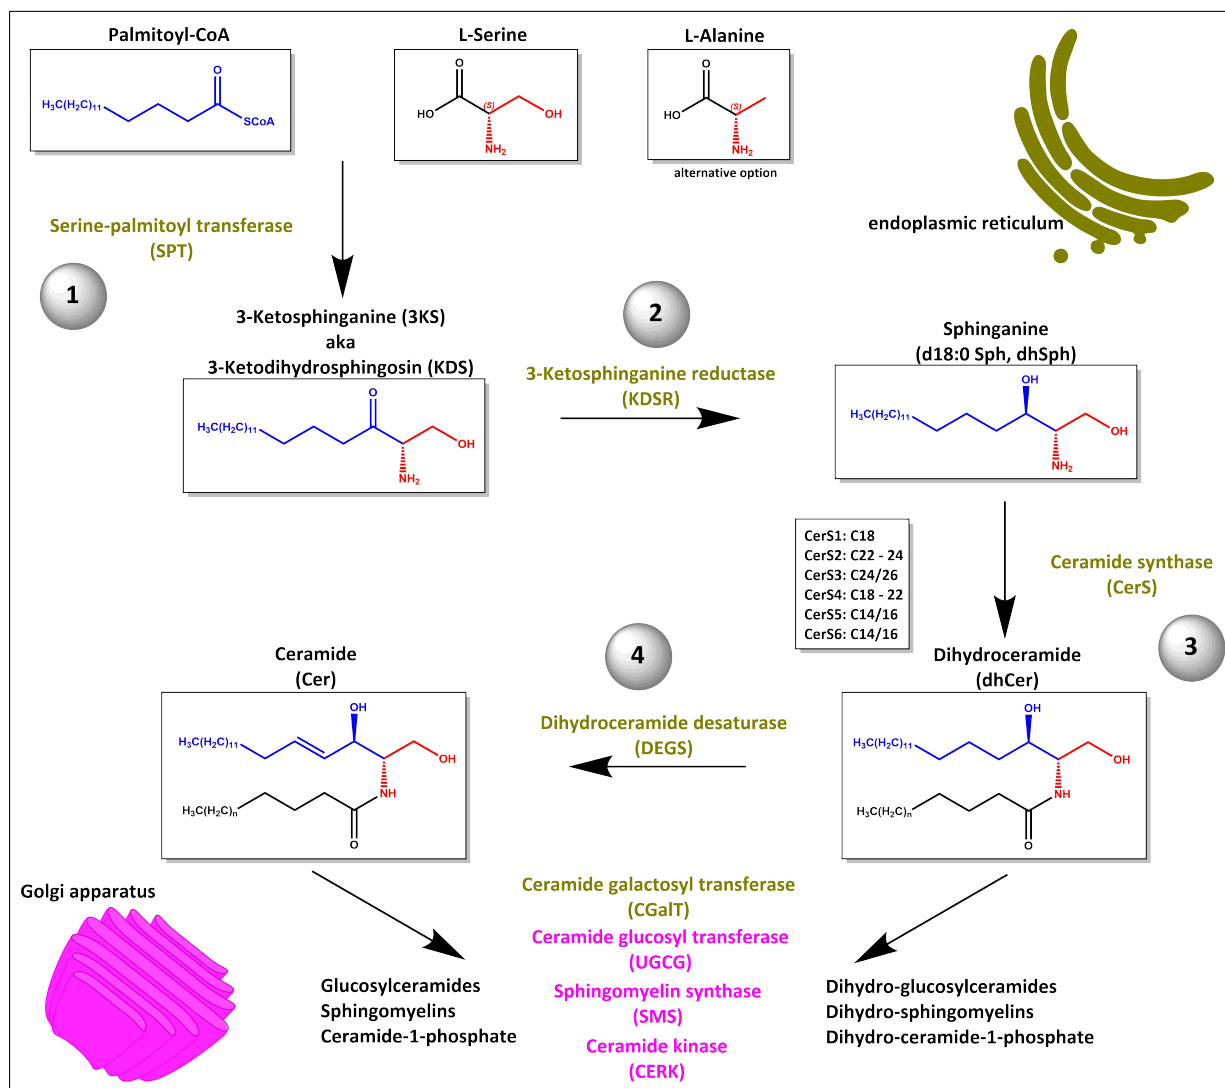 Palmitoyl-CoA
L-Serine
L-Alanine
O
H3C(H2C)11
SCoA
O
HO
(S)
OH
NH2
O
HO
(S)
NH2
alternative option
endoplasmic reticulum
Serine-palmitoyl transferase
(SPT)
1
3-Ketosphinganine (3KS)
aka
3-Ketodihydrosphingosin (KDS)
O
H3C(H2C)11
OH
NH2
2
3-Ketosphinganine reductase
(KDSR)
Sphinganine
(d18:0 Sph, dhSph)
OH
H3C(H2C)11
OH
NH2
CerS1: C18
CerS2: C22 - 24
CerS3: C24/26
CerS4: C18 - 22
CerS5: C14/16
CerS6: C14/16
Ceramide synthase
(CerS)
3
Dihydroceramide
(dhCer)
OH
H3C(H2C)11
OH
NH
H3C(H2C)n
O
4
Dihydroceramide desaturase
(DEGS)
Ceramide
(Cer)
OH
H3C(H2C)11
OH
NH
H3C(H2C)n
O
Golgi apparatus
Ceramide galactosyl transferase
(CGalT)
Ceramide glucosyl transferase
(UGCG)
Sphingomyelin synthase
(SMS)
Ceramide kinase
(CERK)
Glucosylceramides
Sphingomyelins
Ceramide-1-phosphate
Dihydro-glucosylceramides
Dihydro-sphingomyelins
Dihydro-ceramide-1-phosphate